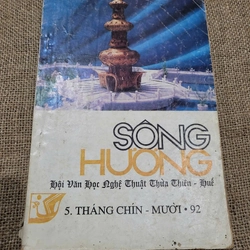 SÔNG
HƯƠNG
Hội Văn Học Nghệ Thuật Thừa Thiên - Huế
5. THÁNG CHÍN - MƯỜI • 92